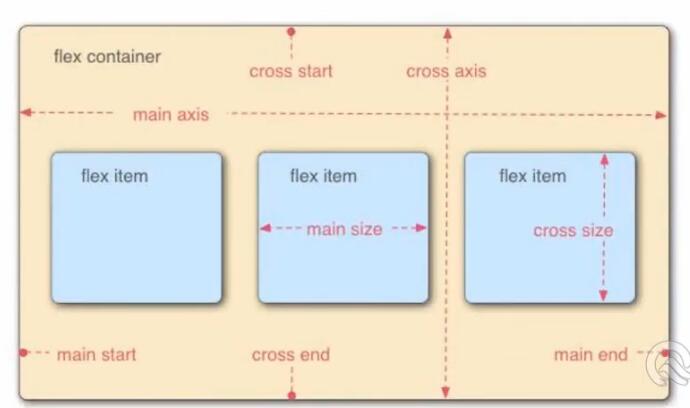 flex container
cross start
cross axis
main axis
flex item
flex item
flex item
main size
cross size
main start
cross end
main end